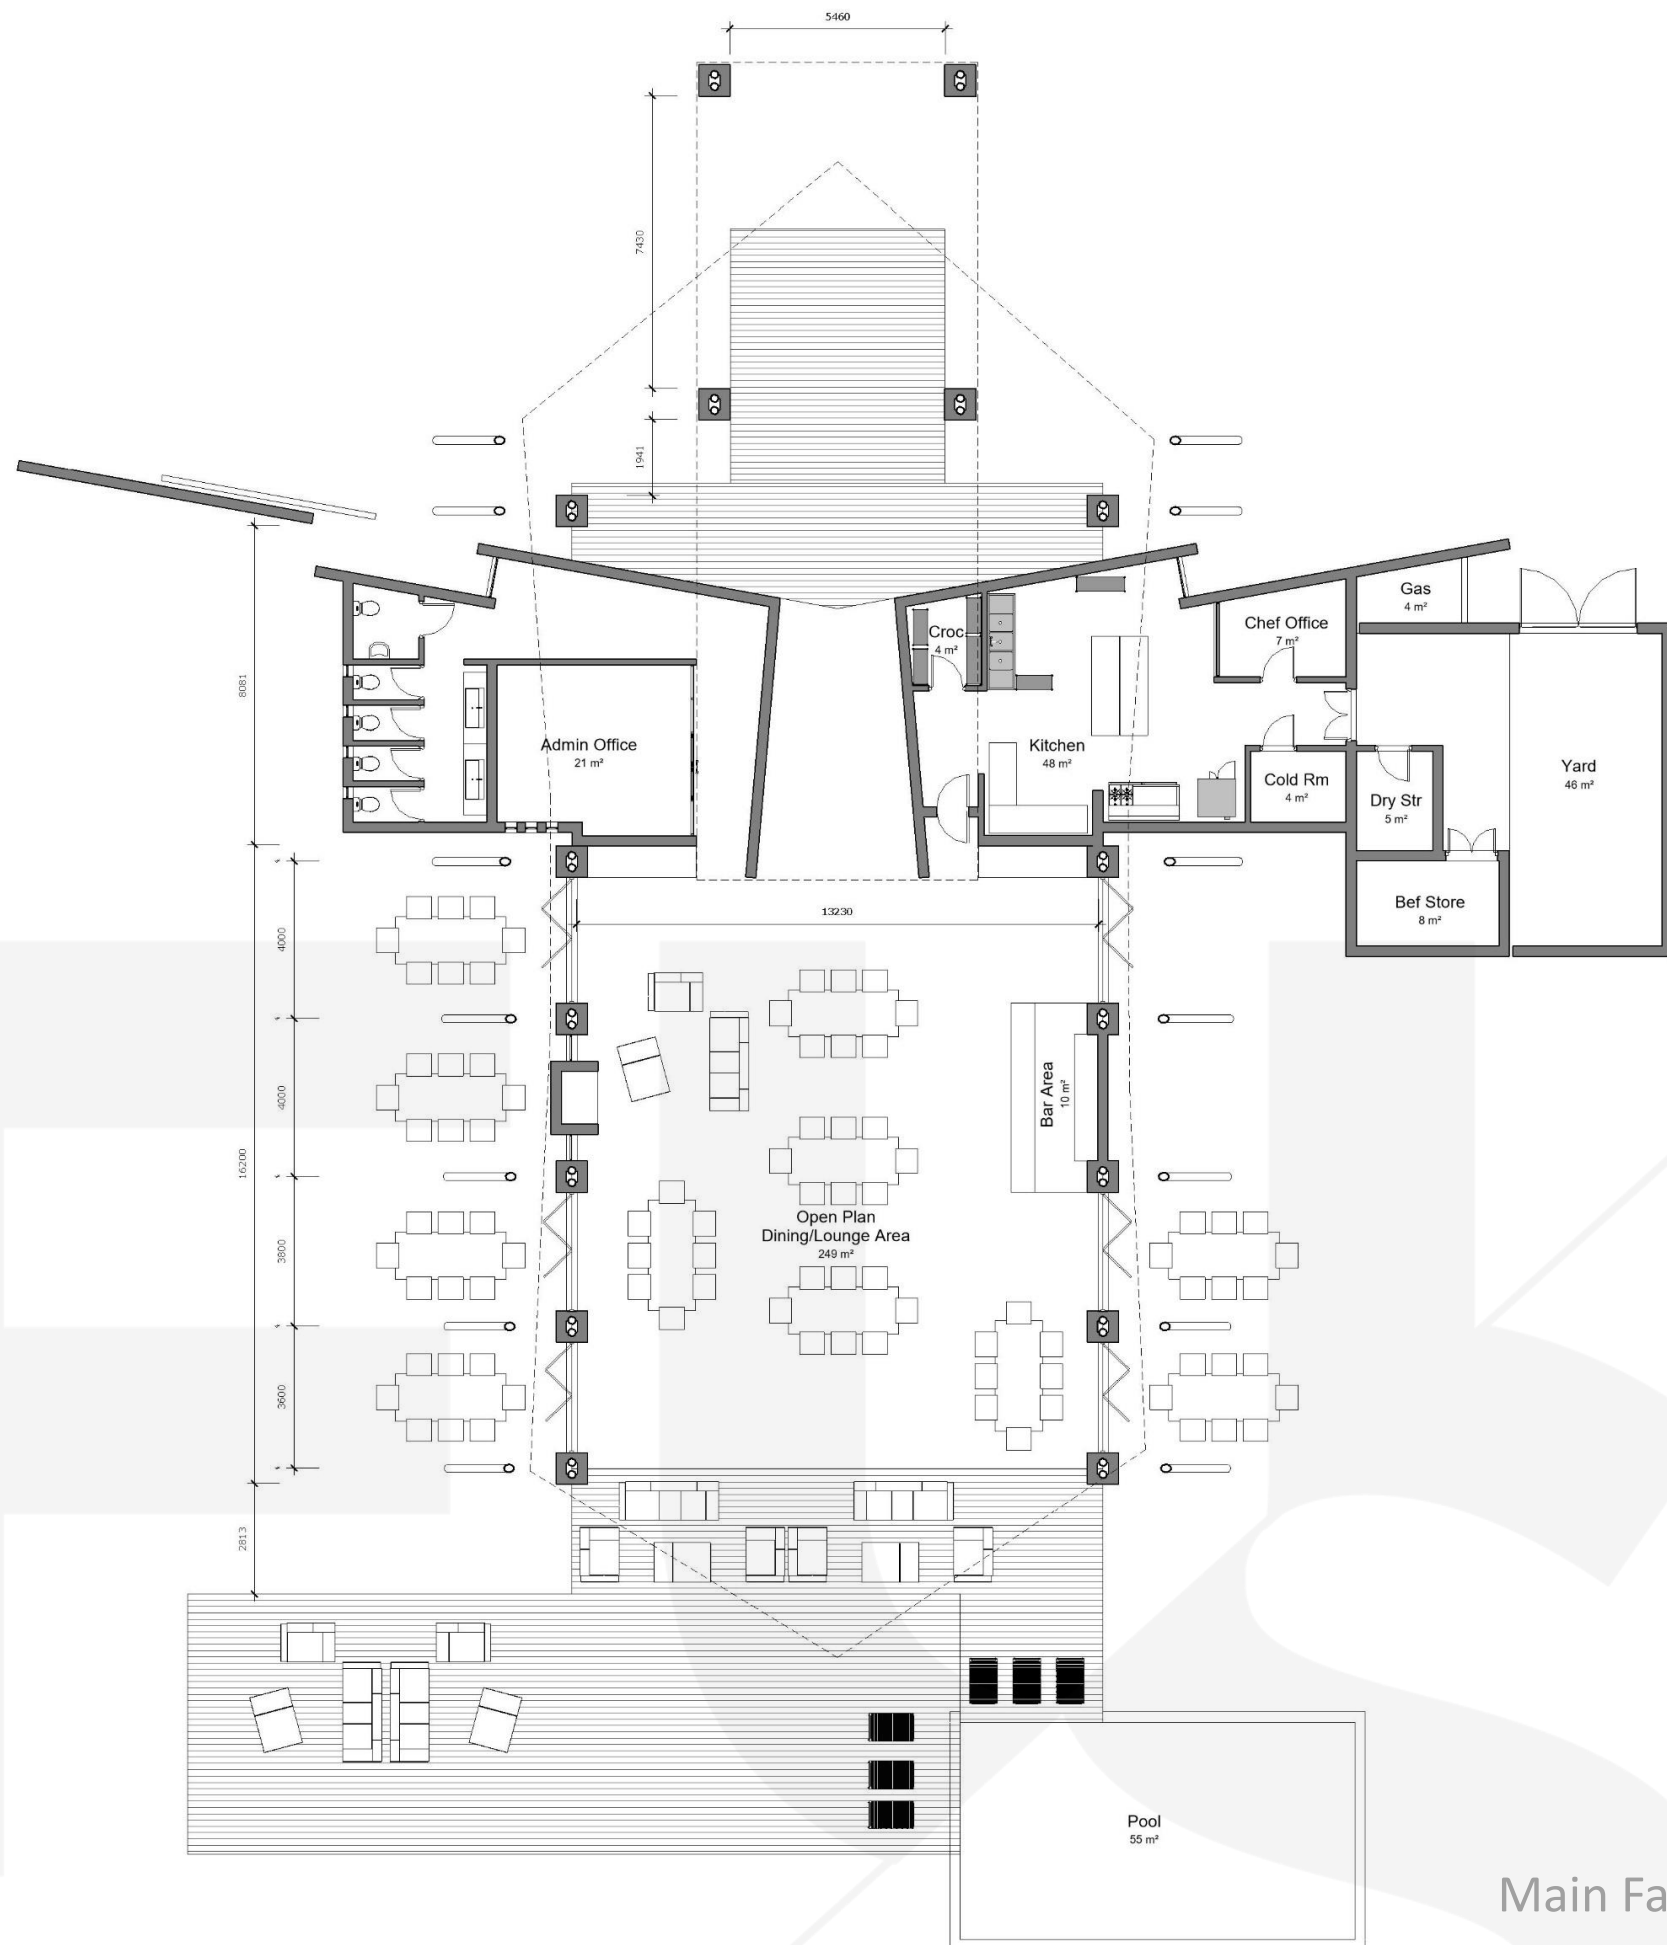 5460
7430
1941
8081
Gas
4 m²
Croc
4 m²
Chef Office
7 m²
Admin Office
21 m²
Kitchen
48 m²
Cold Rm
4 m²
Dry Str
5 m²
Yard
46 m²
Bef Store
8 m²
13230
4000
4000
16200
3800
3600
2813
Bar Area
10 m²
Open Plan
Dining/Lounge Area
249 m²
Pool
55 m²
Main Fa